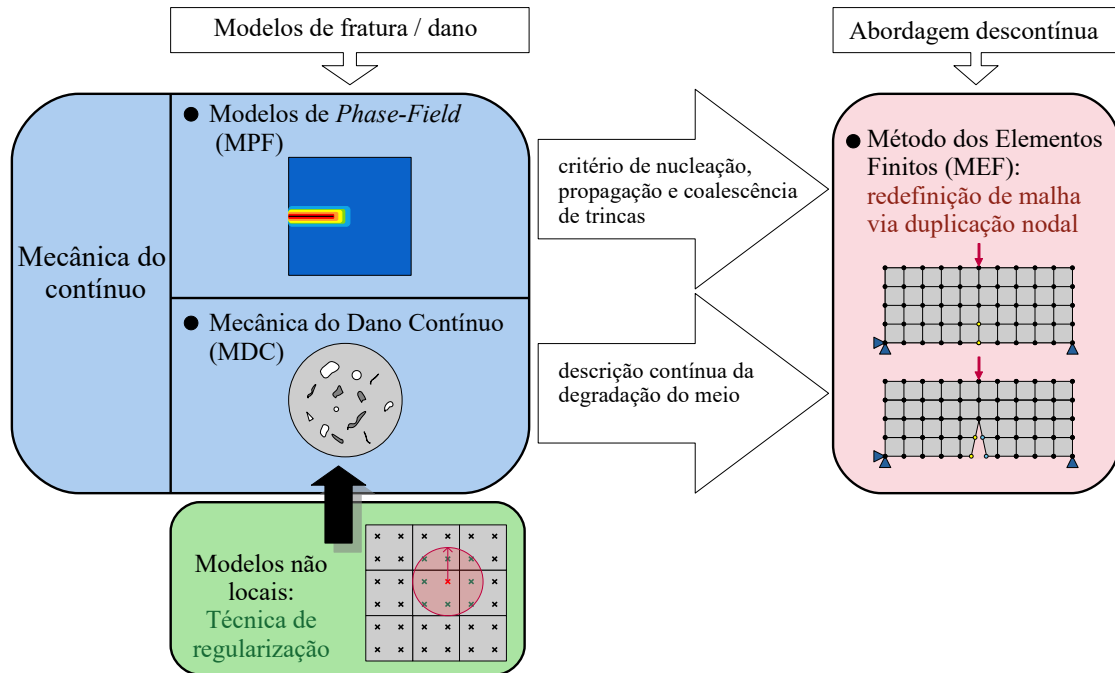 Modelos de fratura / dano
Abordagem descontínua
Mecânica do
contínuo
● Modelos de Phase-Field
(MPF)
● Mecânica do Dano Contínuo
(MDC)
critério de nucleação,
propagação e coalescência
de trincas
descrição contínua da
degradação do meio
● Método dos Elementos
Finitos (MEF):
redefinição de malha
via duplicação nodal
Modelos não
locais:
Técnica de
regularização